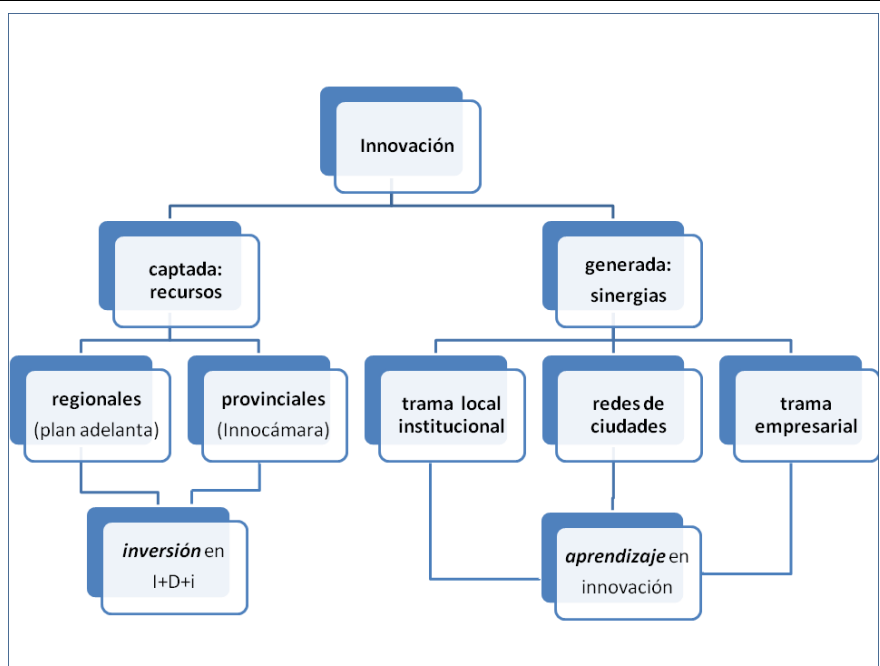 Innovación
captada:
recursos
generada:
sinergias
regionales
(plan adelanta)
provinciales
(Innocámara)
trama local
institucional
redes de
ciudades
trama
empresarial
inversión en
I+D+i
aprendizaje en
innovación